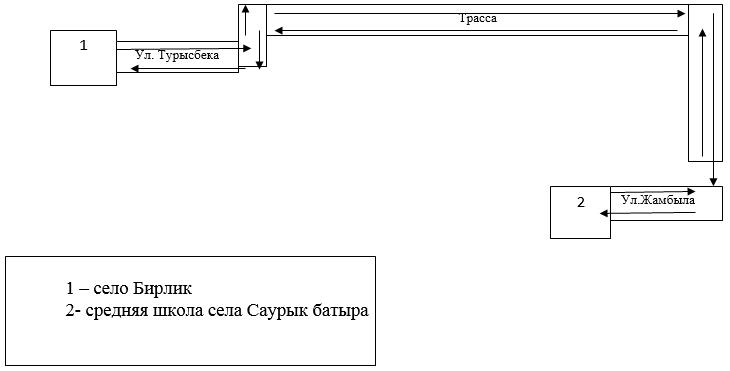 Трасса
1
Ул. Турысбека
2
Ул.Жамбыла
1 – село Бирлик
2- средняя школа села Саурык батыра